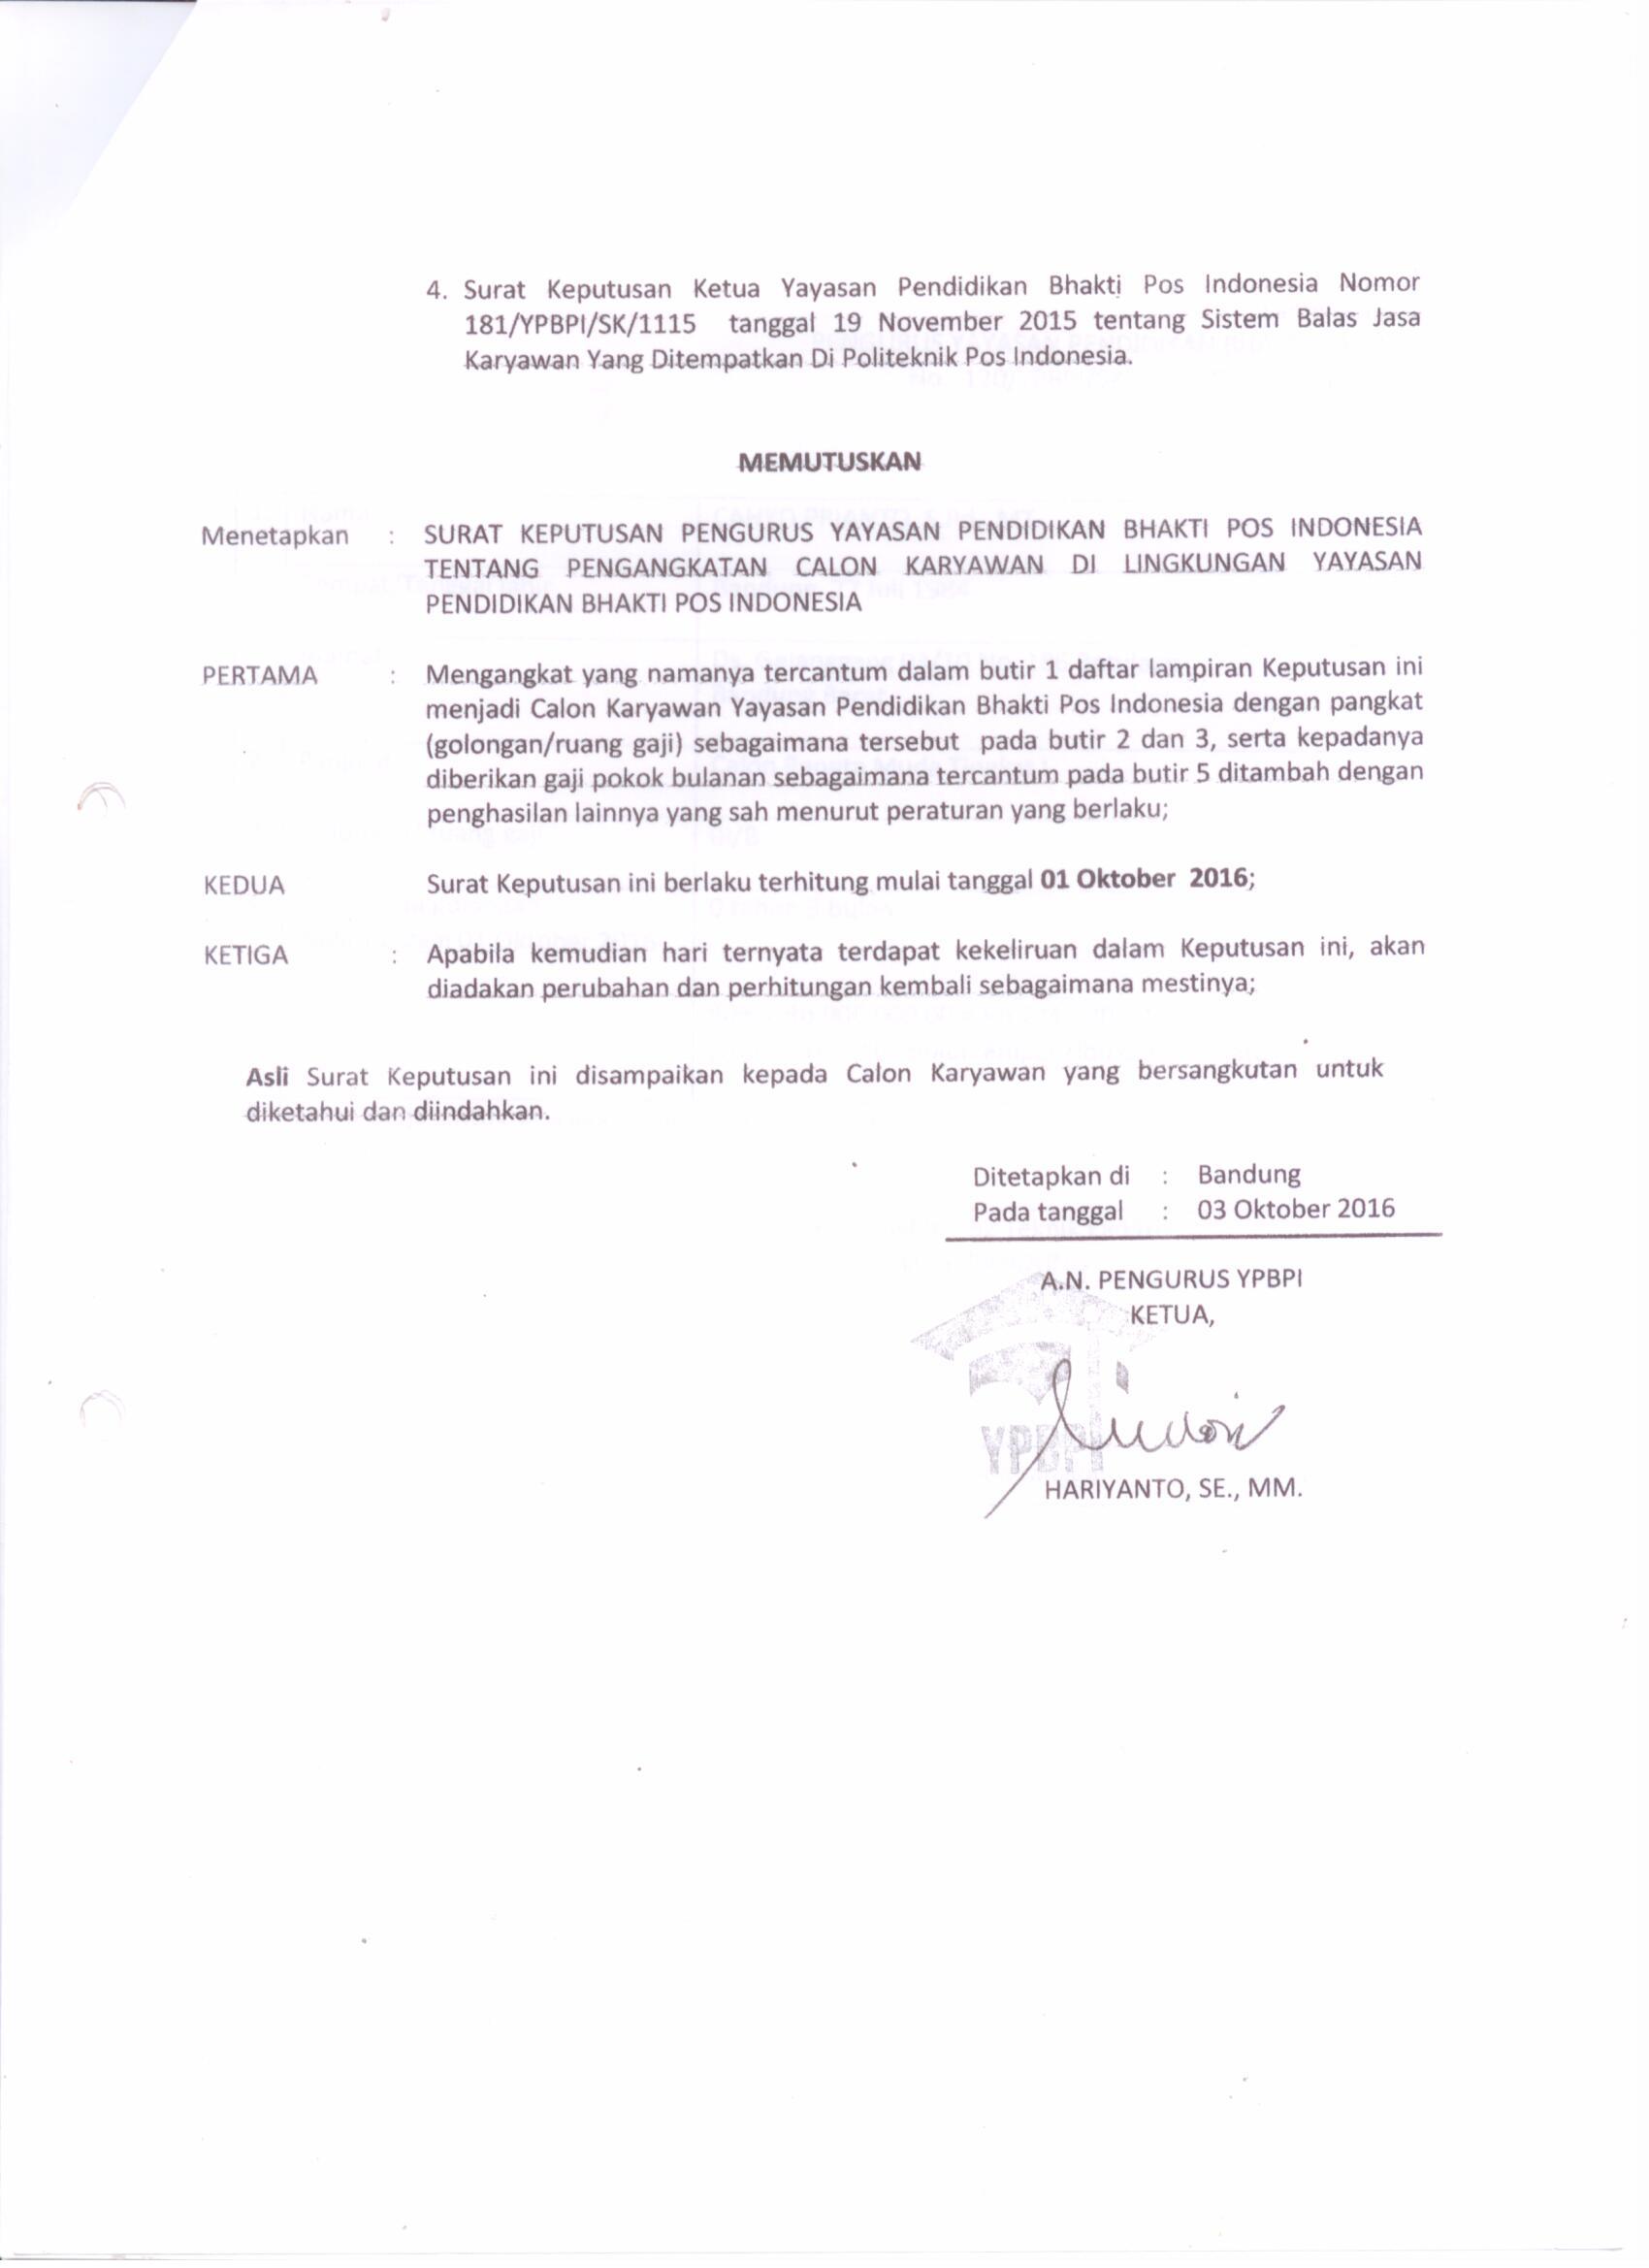 4. Surat Keputusan Ketua Yayasan Pendidikan Bhakti Pos Indonesia Nomor
181/YPBPI/SK/1115 tanggal 19 November 2015 tentang Sistem Balas Jasa
Karyawan Yang Ditempatkan Di Politeknik Pos Indonesia.
MEMUTUSKAN
Menetapkan : SURAT KEPUTUSAN PENGURUS YAYASAN PENDIDIKAN BHAKTI POS INDONESIA
TENTANG PENGANGKATAN CALON KARYAWAN DI LINGKUNGAN YAYASAN
PENDIDIKAN BHAKTI POS INDONESIA
PERTAMA : Mengangkat yang namanya tercantum dalam butir 1 daftar lampiran Keputusan ini
menjadi Calon Karyawan Yayasan Pendidikan Bhakti Pos Indonesia dengan pangkat
(golongan/ruang gaji) sebagaimana tersebut pada butir 2 dan 3, serta kepadanya
diberikan gaji pokok bulanan sebagaimana tercantum pada butir 5 ditambah dengan
penghasilan lainnya yang sah menurut peraturan yang berlaku;
KEDUA Surat Keputusan ini berlaku terhitung mulai tanggal 01 Oktober 2016;
KETIGA : Apabila kemudian hari ternyata terdapat kekeliruan dalam Keputusan ini, akan
diadakan perubahan dan perhitungan kembali sebagaimana mestinya;
Asli Surat Keputusan ini disampaikan kepada Calon Karyawan yang bersangkutan untuk
diketahui dan diindahkan.
Ditetapkan di : Bandung
Pada tanggal : 03 Oktober 2016
A.N. PENGURUS YPBPI
KETUA,
YPBPI
HARIYANTO, SE., MM.